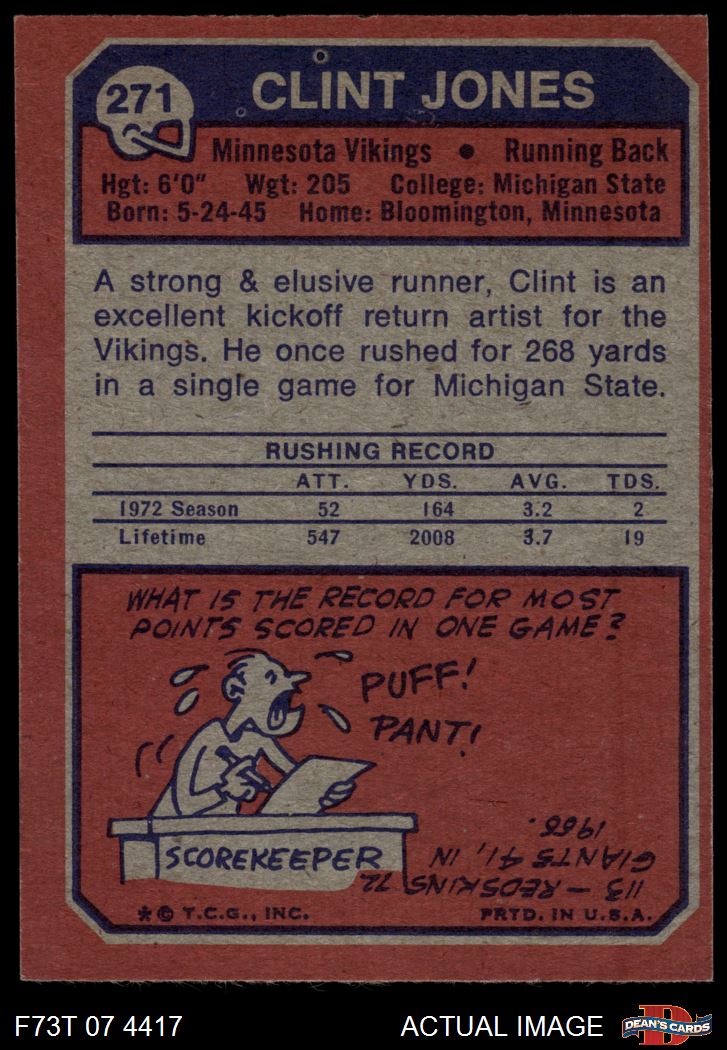 271
CLINT JONES
Minnesota Vikings • Running Back
Hgt: 6'0" Wgt: 205 College: Michigan State
Born: 5-24-45 Home: Bloomington, Minnesota
A strong & elusive runner, Clint is an
excellent kickoff return artist for the
Vikings. He once rushed for 268 yards
in a single game for Michigan State.
RUSHING RECORD
ATT. YDS. AVG. TDS.
1972 Season 52 164 3.2 2
Lifetime 547 2008 3.7 19
WHAT IS THE RECORD FOR MOST
POINTS SCORED IN ONE GAME?
PUFF!
PANT!
SCOREKEEPER
113 - REDSKINS 72
GIANTS 41, IN
1966.
* © T.C.G., INC. PRTD. IN U.S.A.
F73T 07 4417 ACTUAL IMAGE
D
DEAN'S CARDS